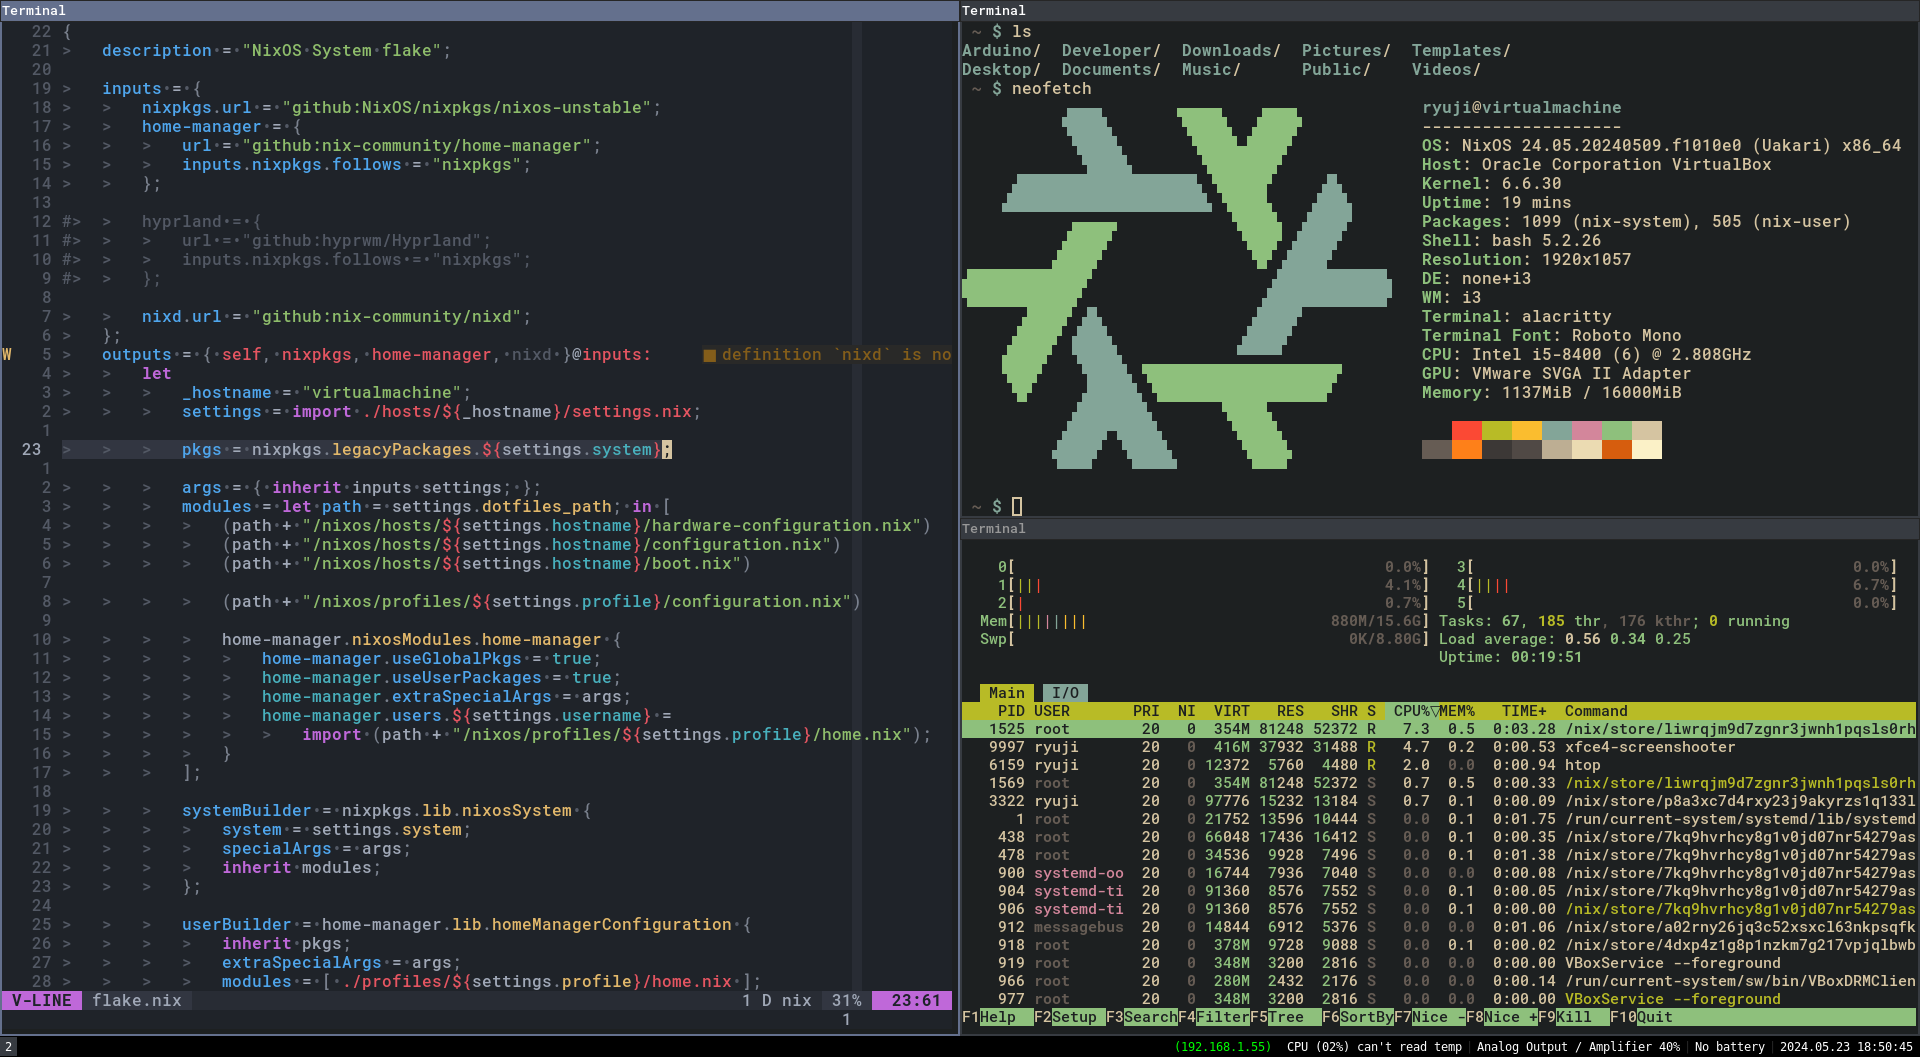 Terminal
22 {
21 > description = "NixOS System flake";
20
19 > inputs = {
18 > > nixpkgs.url = "github:NixOS/nixpkgs/nixos-unstable";
17 > > home-manager = {
16 > > > url = "github:nix-community/home-manager";
15 > > > inputs.nixpkgs.follows = "nixpkgs";
14 > > };
13
12 #> > hyprland = {
11 #> > > url = "github:hyprwm/Hyprland";
10 #> > > inputs.nixpkgs.follows = "nixpkgs";
9 #> > };
8
7 > > nixd.url = "github:nix-community/nixd";
6 > };
W 5 > outputs = { self, nixpkgs, home-manager, nixd }@inputs: ■ definition `nixd` is no
4 > > let
3 > > > _hostname = "virtualmachine";
2 > > > settings = import ./hosts/${_hostname}/settings.nix;
1
23 > > > pkgs = nixpkgs.legacyPackages.${settings.system};
1
2 > > > args = { inherit inputs settings; };
3 > > > modules = let path = settings.dotfiles_path; in [
4 > > > > (path + "/nixos/hosts/${settings.hostname}/hardware-configuration.nix")
5 > > > > (path + "/nixos/hosts/${settings.hostname}/configuration.nix")
6 > > > > (path + "/nixos/hosts/${settings.hostname}/boot.nix")
7
8 > > > > (path + "/nixos/profiles/${settings.profile}/configuration.nix")
9
10 > > > > home-manager.nixosModules.home-manager {
11 > > > > > home-manager.useGlobalPkgs = true;
12 > > > > > home-manager.useUserPackages = true;
13 > > > > > home-manager.extraSpecialArgs = args;
14 > > > > > home-manager.users.${settings.username} =
15 > > > > > > import (path + "/nixos/profiles/${settings.profile}/home.nix");
16 > > > > }
17 > > > ];
18
19 > > > systemBuilder = nixpkgs.lib.nixosSystem {
20 > > > > system = settings.system;
21 > > > > specialArgs = args;
22 > > > > inherit modules;
23 > > > };
24
25 > > > userBuilder = home-manager.lib.homeManagerConfiguration {
26 > > > > inherit pkgs;
27 > > > > extraSpecialArgs = args;
28 > > > > modules = [ ./profiles/${settings.profile}/home.nix ];
V-LINE flake.nix 1 D nix 31% 23:61
1
Terminal
~ $ ls
Arduino/ Developer/ Downloads/ Pictures/ Templates/
Desktop/ Documents/ Music/ Public/ Videos/
~ $ neofetch
ryuji@virtualmachine
--------------------
OS: NixOS 24.05.20240509.f1010e0 (Uakari) x86_64
Host: Oracle Corporation VirtualBox
Kernel: 6.6.30
Uptime: 19 mins
Packages: 1099 (nix-system), 505 (nix-user)
Shell: bash 5.2.26
Resolution: 1920x1057
DE: none+i3
WM: i3
Terminal: alacritty
Terminal Font: Roboto Mono
CPU: Intel i5-8400 (6) @ 2.808GHz
GPU: VMware SVGA II Adapter
Memory: 1137MiB / 16000MiB
~ $
Terminal
0[ 0.0%] 3[ 0.0%]
1[||| 4.1%] 4[|||| 6.7%]
2[| 0.7%] 5[ 0.0%]
Mem[|||||||| 880M/15.6G] Tasks: 67, 185 thr, 176 kthr; 0 running
Swp[ 0K/8.80G] Load average: 0.56 0.34 0.25
Uptime: 00:19:51
Main I/O
PID USER PRI NI VIRT RES SHR S CPU%▽MEM% TIME+ Command
1525 root 20 0 354M 81248 52372 R 7.3 0.5 0:03.28 /nix/store/liwrqjm9d7zgnr3jwnh1pqsls0rh
9997 ryuji 20 0 416M 37932 31488 R 4.7 0.2 0:00.53 xfce4-screenshooter
6159 ryuji 20 0 12372 5760 4480 R 2.0 0.0 0:00.94 htop
1569 root 20 0 354M 81248 52372 S 0.7 0.5 0:00.33 /nix/store/liwrqjm9d7zgnr3jwnh1pqsls0rh
3322 ryuji 20 0 97776 15232 13184 S 0.7 0.1 0:00.09 /nix/store/p8a3xc7d4rxy23j9akyrzs1q133l
1 root 20 0 21752 13596 10444 S 0.0 0.1 0:01.75 /run/current-system/systemd/lib/systemd
438 root 20 0 66048 17436 16412 S 0.0 0.1 0:00.35 /nix/store/7kq9hvrhcy8g1v0jd07nr54279as
478 root 20 0 34536 9928 7496 S 0.0 0.1 0:01.38 /nix/store/7kq9hvrhcy8g1v0jd07nr54279as
900 systemd-oo 20 0 16744 7936 7040 S 0.0 0.0 0:00.08 /nix/store/7kq9hvrhcy8g1v0jd07nr54279as
904 systemd-ti 20 0 91360 8576 7552 S 0.0 0.1 0:00.05 /nix/store/7kq9hvrhcy8g1v0jd07nr54279as
906 systemd-ti 20 0 91360 8576 7552 S 0.0 0.1 0:00.00 /nix/store/7kq9hvrhcy8g1v0jd07nr54279as
912 messagebus 20 0 14844 6912 5376 S 0.0 0.0 0:01.06 /nix/store/a02rny26jq3c52xsxcl63nkpsqfk
918 root 20 0 378M 9728 9088 S 0.0 0.1 0:00.02 /nix/store/4dxp4z1g8p1nzkm7g217vpjqlbwb
919 root 20 0 348M 3200 2816 S 0.0 0.0 0:00.00 VBoxService --foreground
966 root 20 0 280M 2432 2176 S 0.0 0.0 0:00.14 /run/current-system/sw/bin/VBoxDRMClien
977 root 20 0 348M 3200 2816 S 0.0 0.0 0:00.00 VBoxService --foreground
F1Help F2Setup F3SearchF4FilterF5Tree F6SortByF7Nice -F8Nice +F9Kill F10Quit
2 (192.168.1.55) CPU (02%) can't read temp Analog Output / Amplifier 40% No battery 2024.05.23 18:50:45